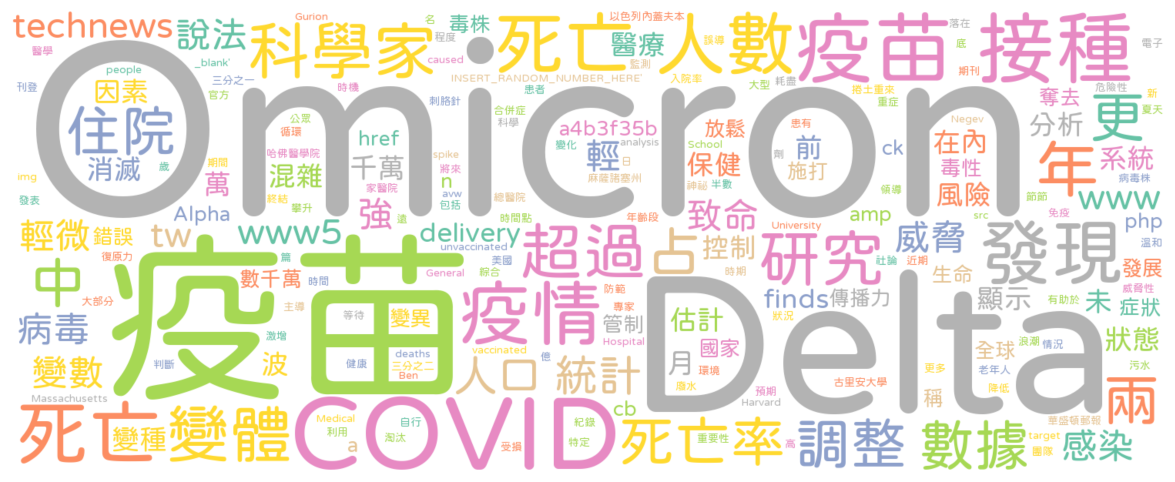 technews
說法
科學家
死亡人數
疫苗接種
Omicron
Gurion
名
毒株
程度
caused
以色列內蓋夫本
醫療
監測
誤導
落在
底
期刊
電子
醫學
people
_blank'
三分之一
官方
刊登
因素
住院
消滅
歲
INSERT_RANDOM_NUMBER_HERE'
患者
入院率
大型
耗盡
捲土重來
重症
危險性
新
夏天
奪去
更
時機
公眾
循環
刺胳針
合併症
科學
a4b3f35b
變化
analysis
日
放鬆
School
患有
前
施打
劑
輕
保健
神祕
半數
麻薩豬塞州
ck
領導
Negev
在內
毒性
風險
分析
年
系統
病毒株
href
千萬
家醫院
哈佛醫學院
混雜
終結
攀升
期間
萬
img
發表
spike
將來
n
avw
包括
總醫院
強
遠
時間點
年齡段
致命
amp
src
節節
免疫
www
php
溫和
Alpha
輕微
錯誤
復原力
tw
www5
delivery
unvaccinated
美國
超過
占
控制
University
時期
研究
社論
近期
威脅
生命
發現
發展
威脅性
中
大部分
數千萬
篇
時間
General
綜合
防範
專家
疫情
管制
Hospital
估計
月
國家
環境
finds
傳播力
狀況
顯示
未
有助於
症狀
狀態
病毒
疫苗
主導
等待
變異
激增
判斷
健康
deaths
三分之二
Ben
vaccinated
億
人口
統計
廢水
預期
Harvard
Delta
古里安大學
稱
全球
老年人
更多
降低
浪潮
情況
污水
兩
變數
波
Massachusetts
死亡
變種
變體
COVID
Medical
利用
a
自行
淘汰
受損
紀錄
特定
cb
死亡率
重要性
高
調整
數據
華盛頓郵報
target
團隊
感染